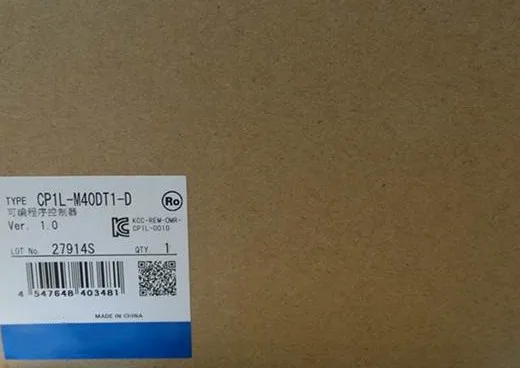 TYPE CP1L-M40DT1-D
Ro
可编程序控制器
Ver. 1.0
KCC-REM-OMR-
CP1L-0010
LOT No. 27914S QTY. 1
4 547648 403481
MADE IN CHINA